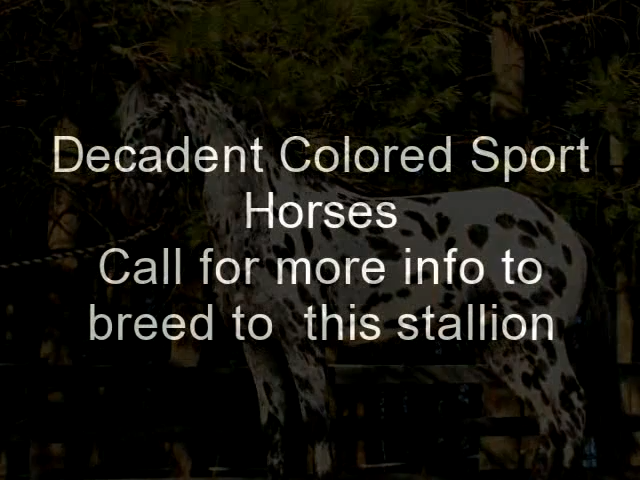 Decadent Colored Sport
Horses
Call for more info to
breed to  this stallion